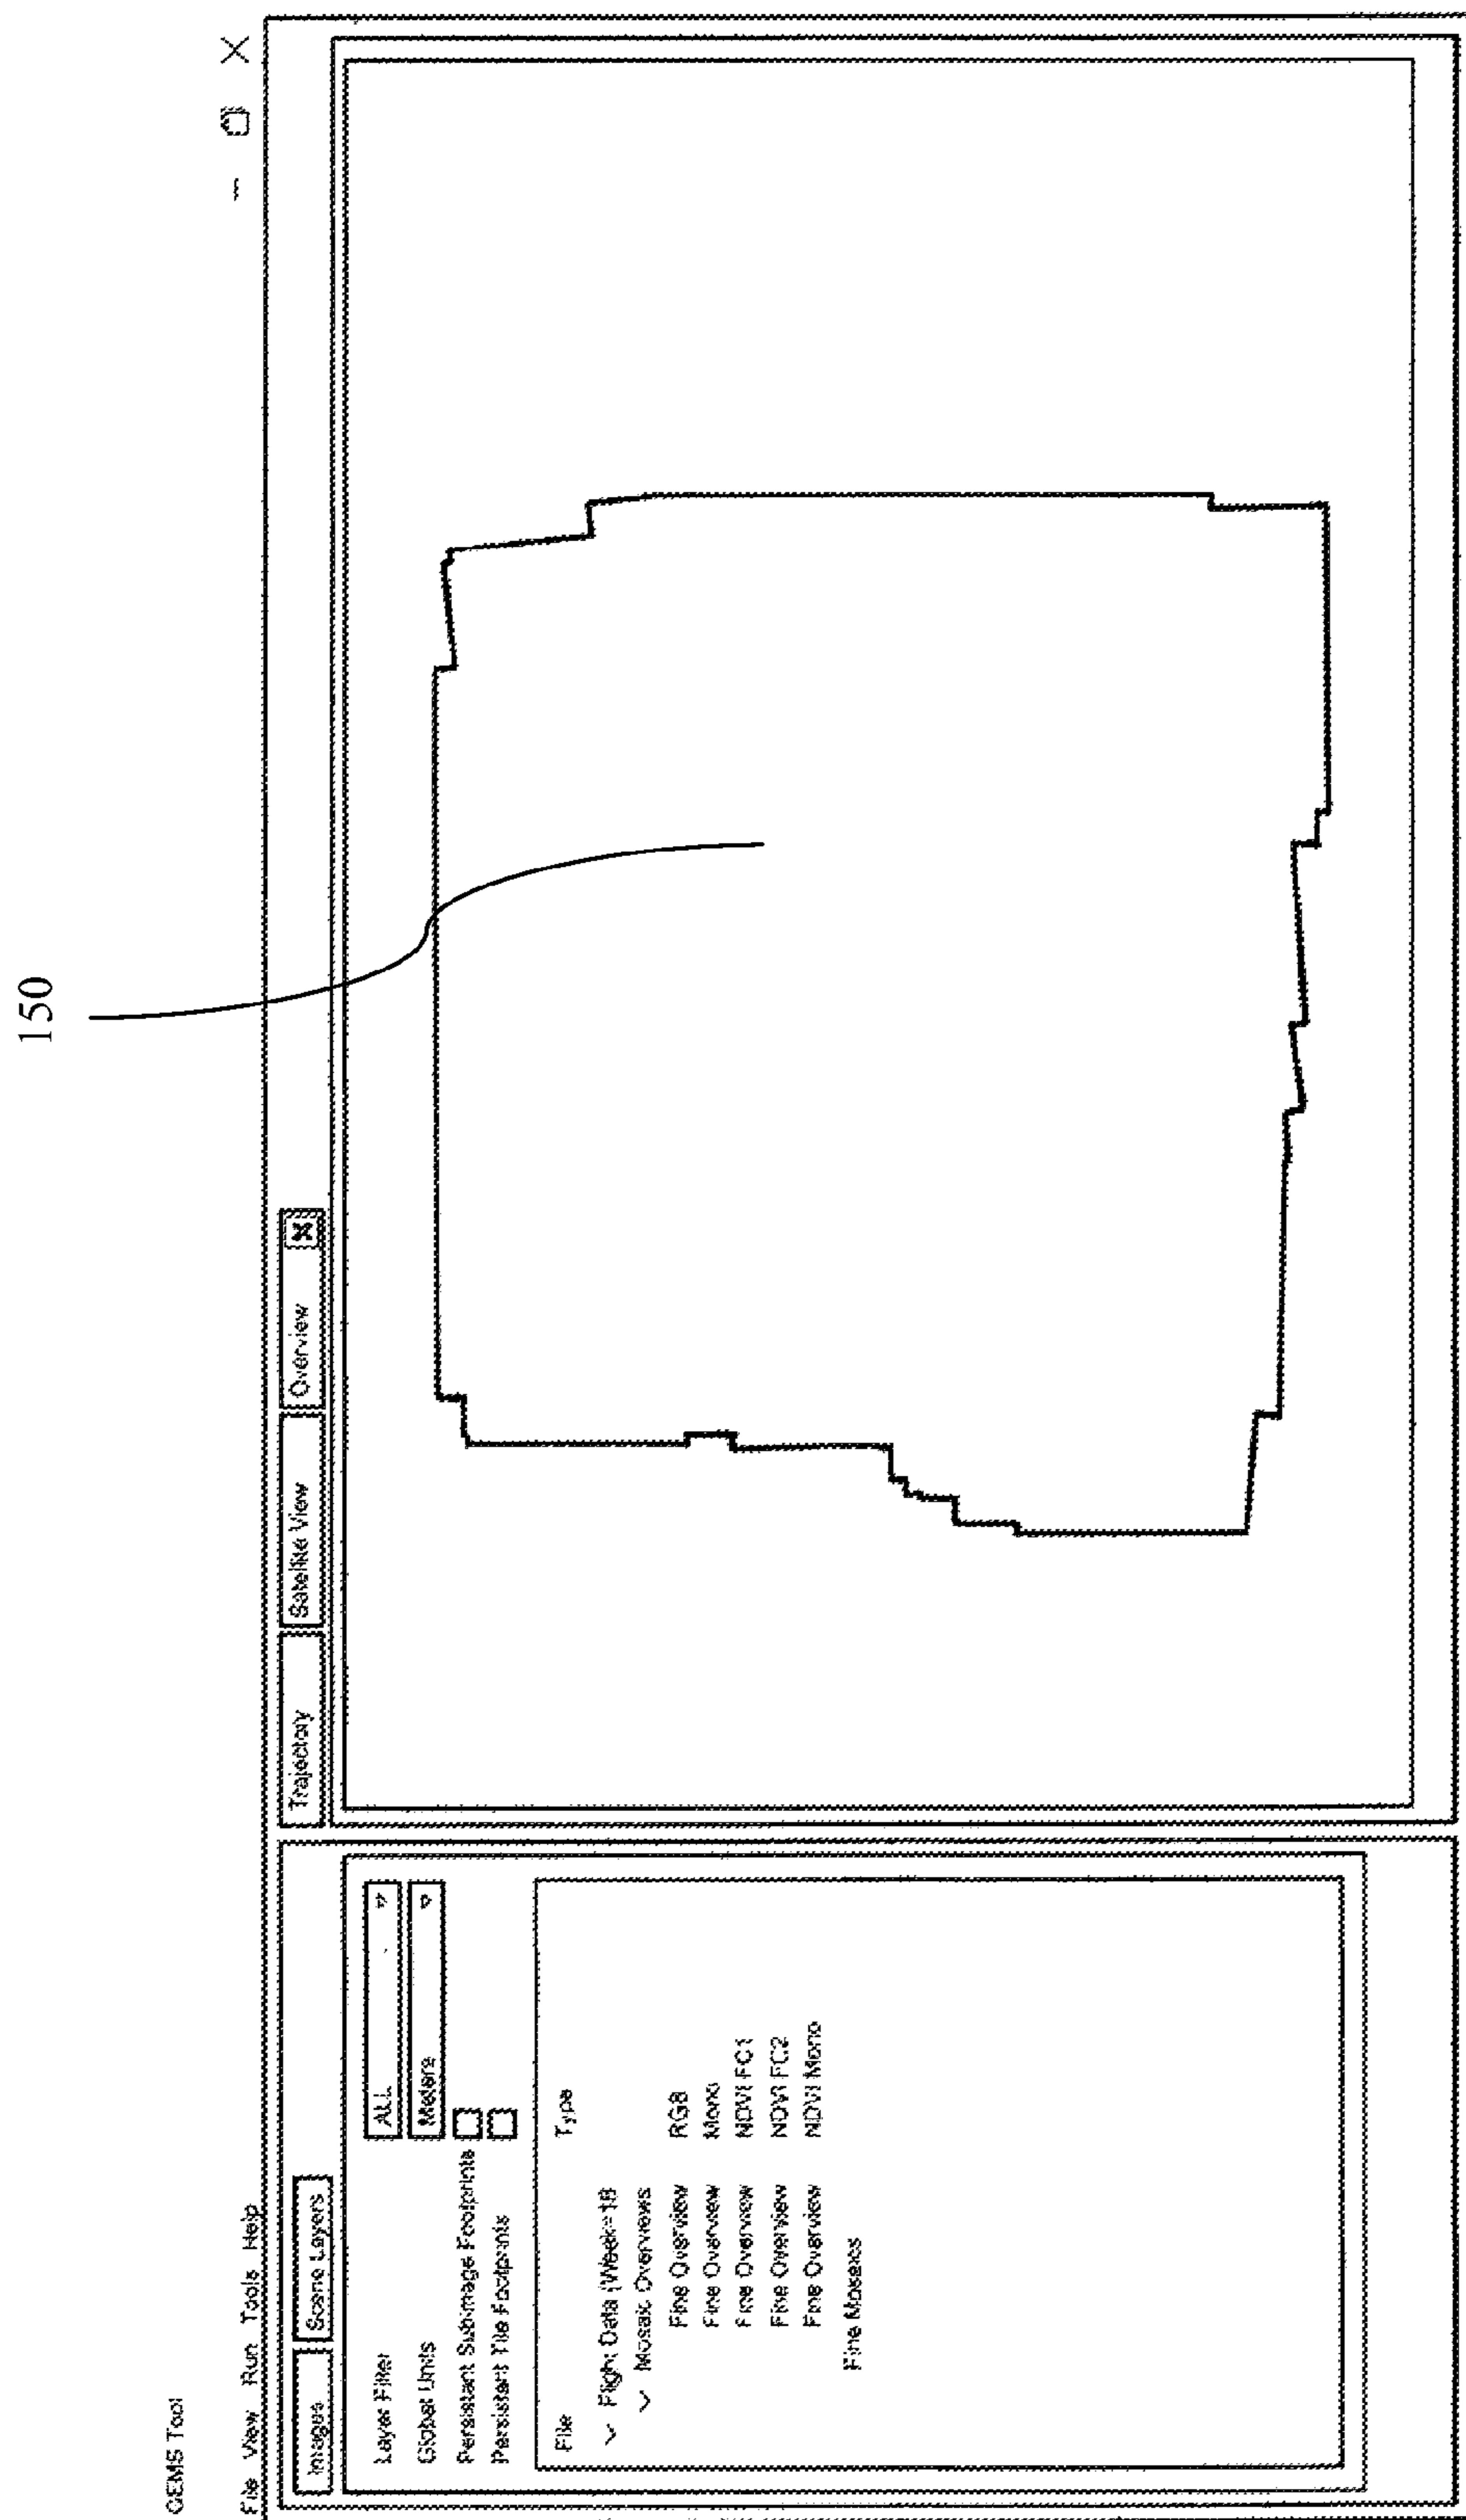 150
GEMS Tool
File View Run Tools Help
Images Scene Layers
Trajectory Satellite View Overview
Layer Filter ALL
Global Units Meters
Persistant Subimage Footprints
Persistent Tile Footprints
File Type
Flight Data (Week=18
Mosaic Overviews
Fine Overview RGB
Fine Overview Mono
Fine Overview NDVI FC1
Fine Overview NDVI FC2
Fine Overview NDVI Mono
Fine Mosaics